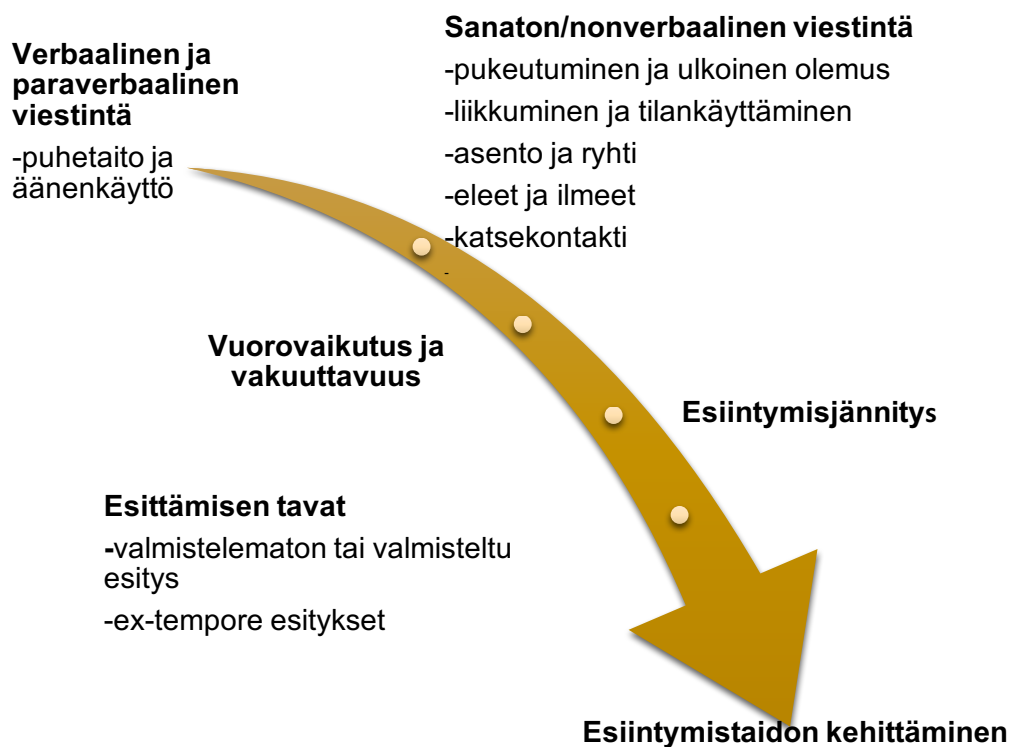 Verbaalinen ja
paraverbaalinen
viestintä
-puhetaito ja
äänenkäyttö
Sanaton/nonverbaalinen viestintä
-pukeutuminen ja ulkoinen olemus
-liikkuminen ja tilankäyttäminen
-asento ja ryhti
-eleet ja ilmeet
-katsekontakti
-
Vuorovaikutus ja
vakuuttavuus
Esiintymisjännitys
Esittämisen tavat
-valmistelematon tai valmisteltu
esitys
-ex-tempore esitykset
Esiintymistaidon kehittäminen